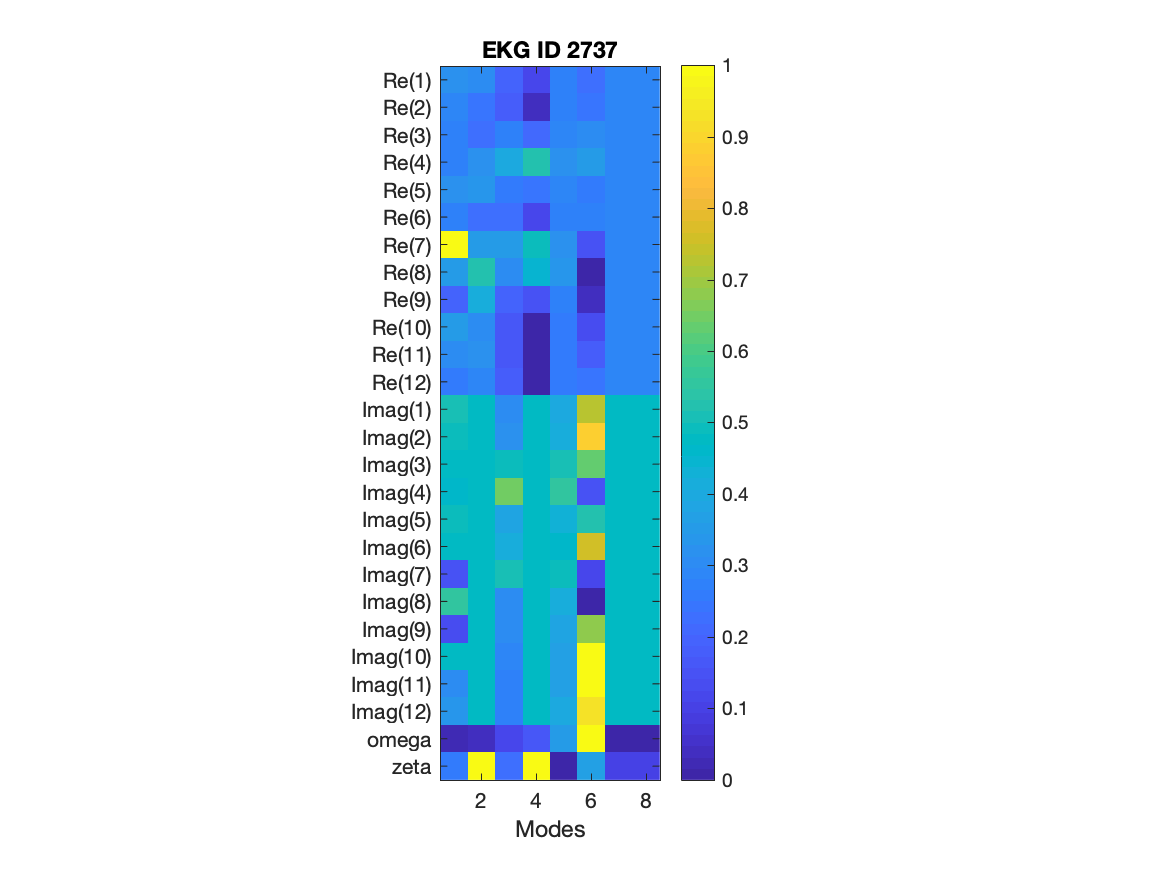 EKG ID 2737
Re(1)
Re(2)
Re(3)
Re(4)
Re(5)
Re(6)
Re(7)
Re(8)
Re(9)
Re(10)
Re(11)
Re(12)
Imag(1)
Imag(2)
Imag(3)
Imag(4)
Imag(5)
Imag(6)
Imag(7)
Imag(8)
Imag(9)
Imag(10)
Imag(11)
Imag(12)
omega
zeta
2 4 6 8
Modes
1
0.9
0.8
0.7
0.6
0.5
0.4
0.3
0.2
0.1
0